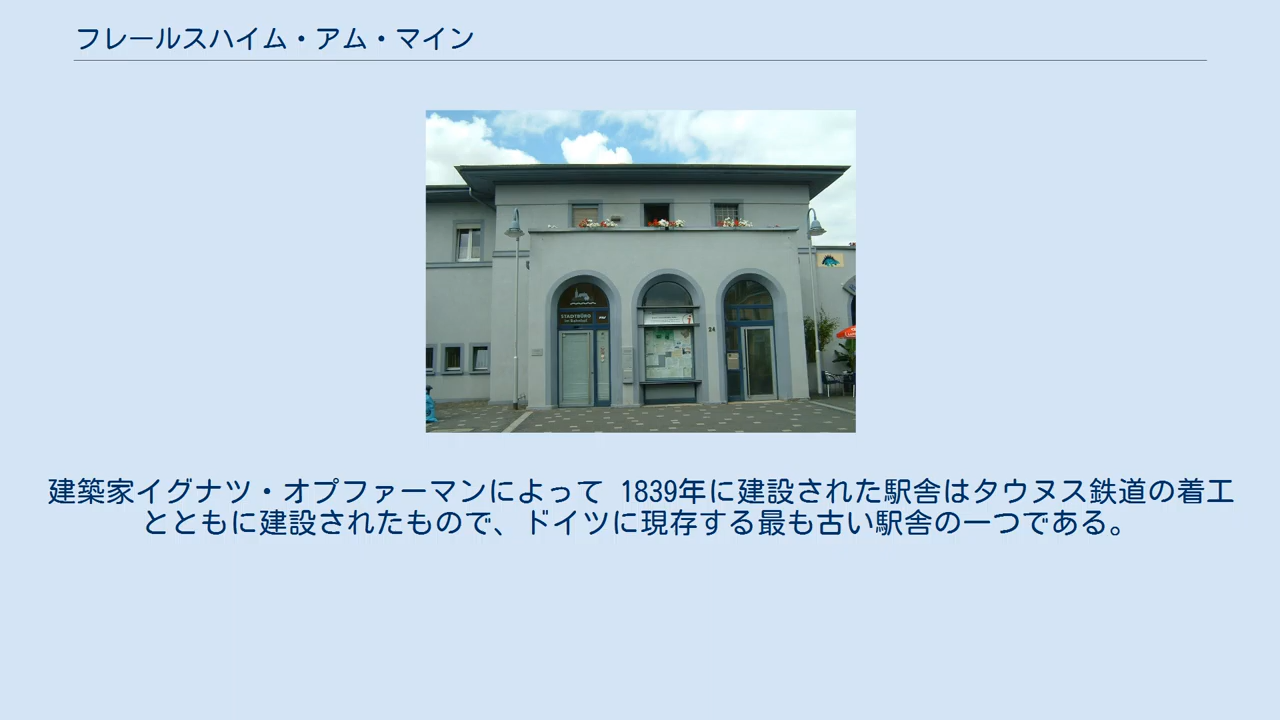 フレールスハイム・アム・マイン
STADTBÜRO
im Bahnhof
24
建築家イグナツ・オプファーマンによって 1839年に建設された駅舎はタウヌス鉄道の着工
とともに建設されたもので、ドイツに現存する最も古い駅舎の一つである。